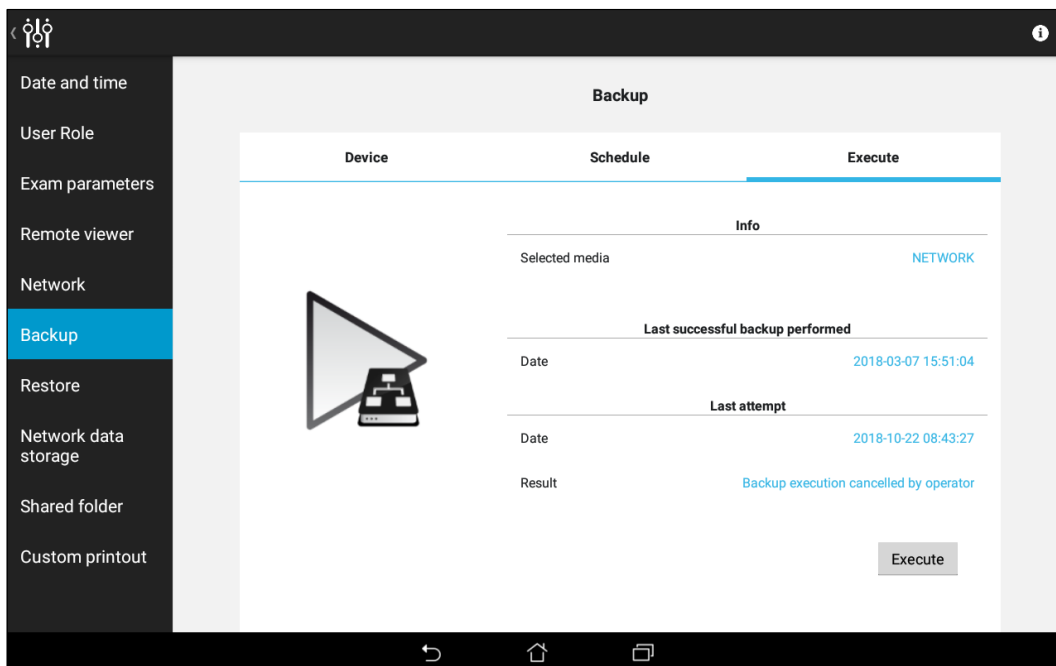 Date and time
User Role
Exam parameters
Remote viewer
Network
Backup
Restore
Network data
storage
Shared folder
Custom printout
Backup
Device Schedule Execute
Info
Selected media NETWORK
Last successful backup performed
Date 2018-03-07 15:51:04
Last attempt
Date 2018-10-22 08:43:27
Result Backup execution cancelled by operator
Execute